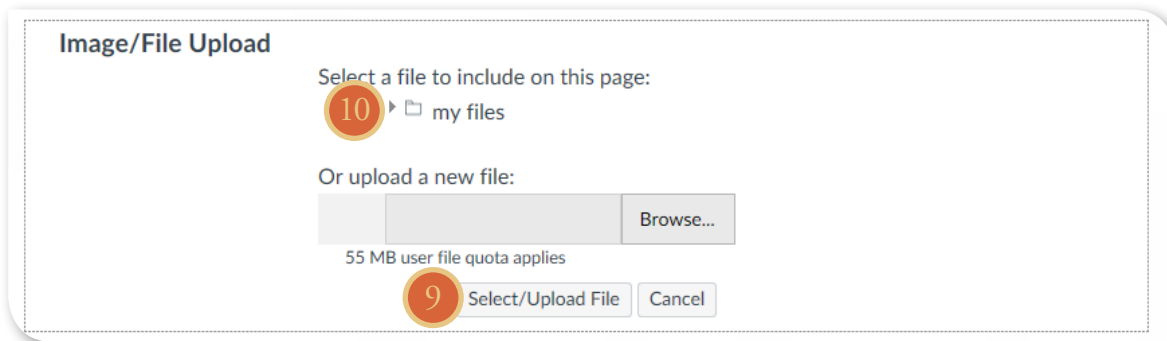 Image/File Upload
Select a file to include on this page:
10 my files
Or upload a new file:
Browse...
55 MB user file quota applies
9 Select/Upload File Cancel